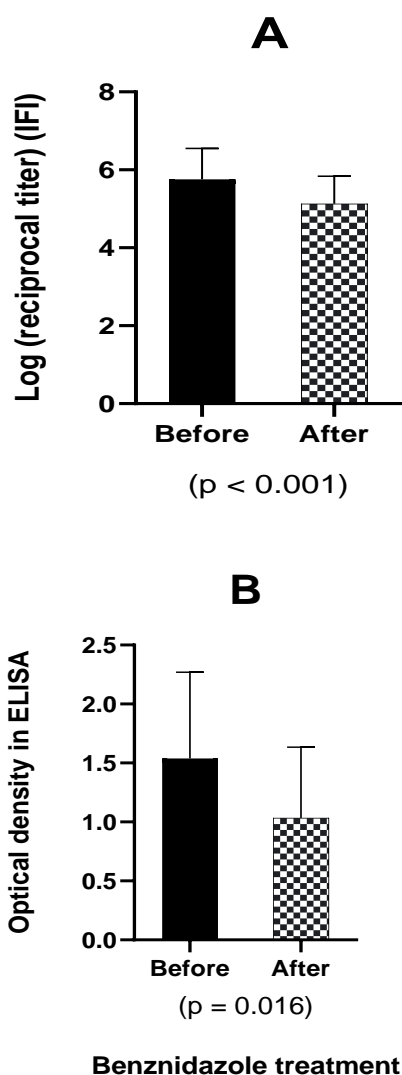 A
Log (reciprocal titer) (IFI)
8
6
4
2
0
Before After
(p < 0.001)
B
Optical density in ELISA
2.5
2.0
1.5
1.0
0.5
0.0
Before After
(p = 0.016)
Benznidazole treatment